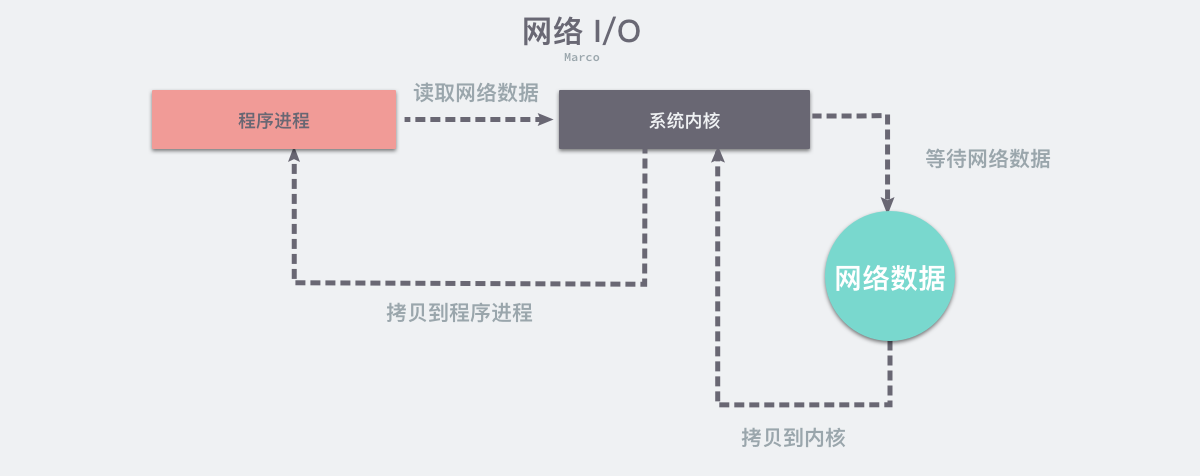 网络 I/O
Marco
读取网络数据
程序进程
系统内核
等待网络数据
网络数据
拷贝到程序进程
拷贝到内核